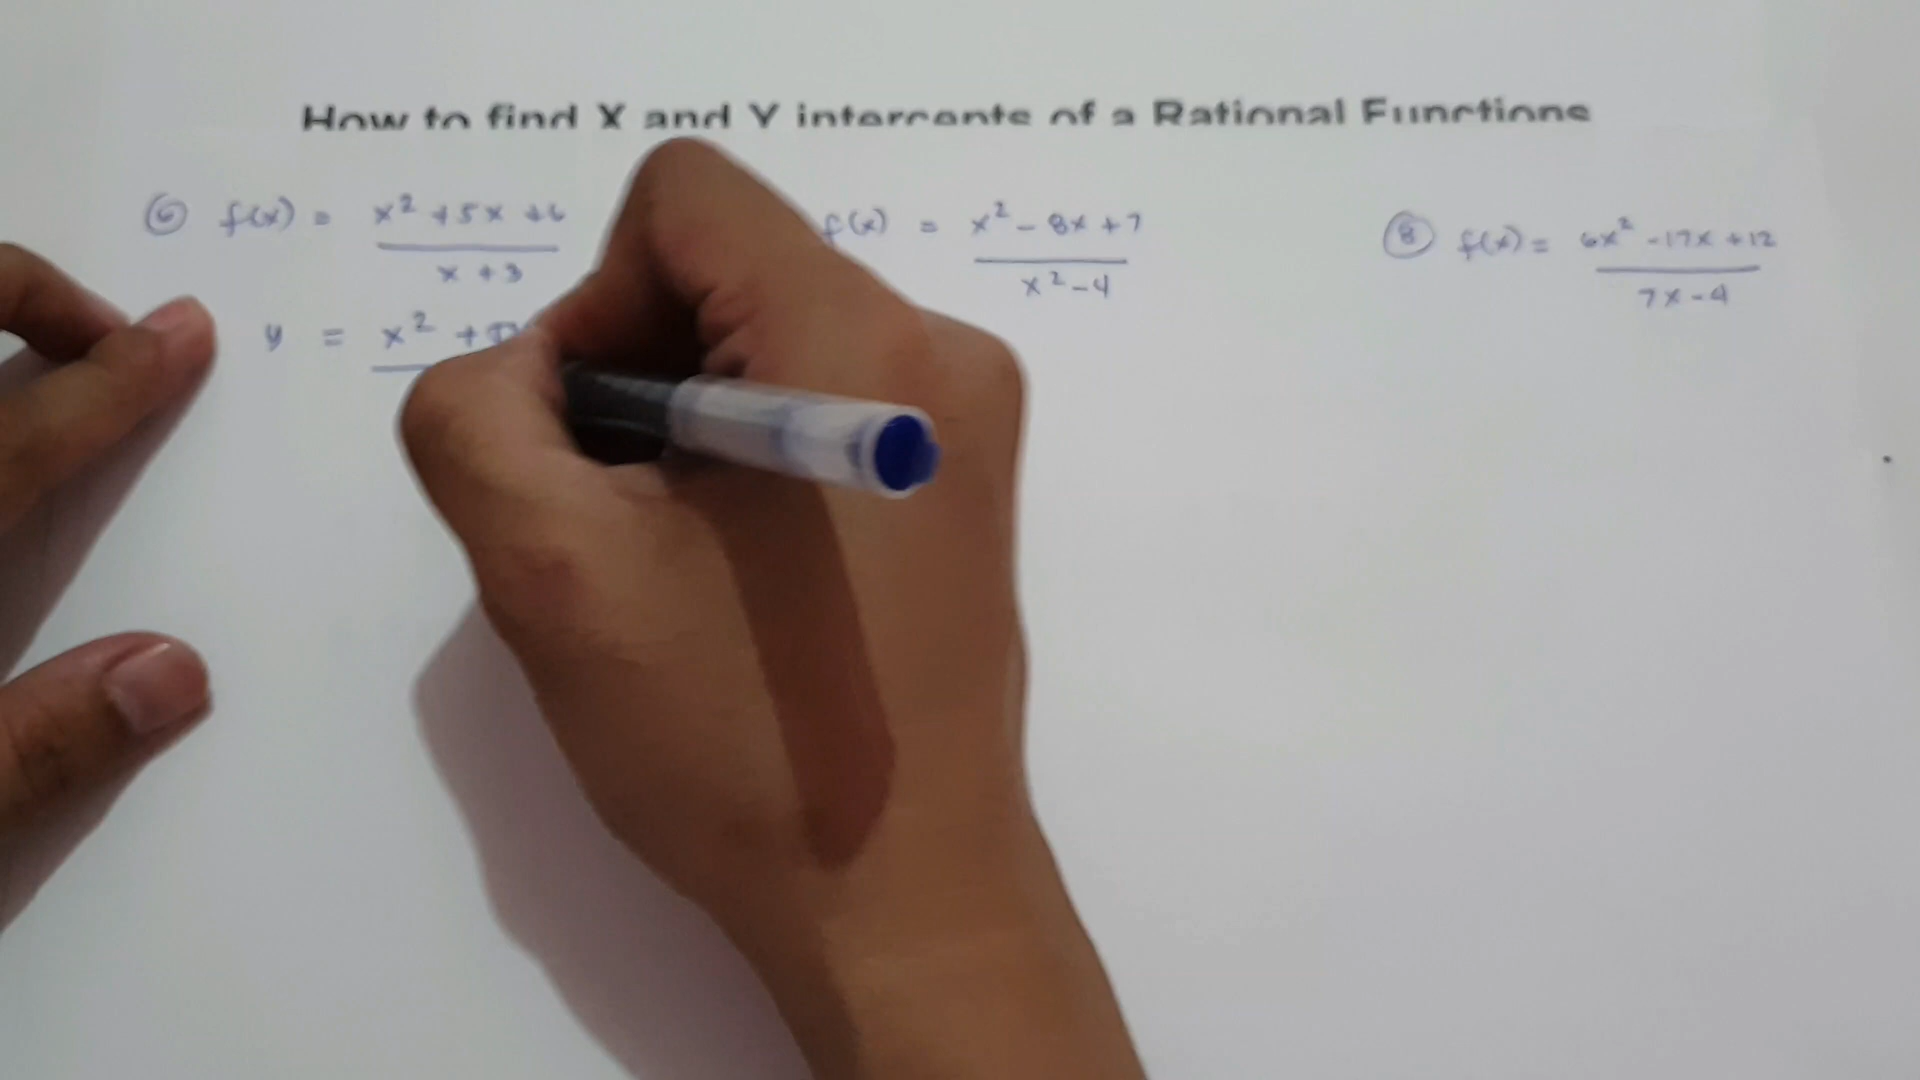 How to find X and Y intercepts of a Rational Functions
⑥ f(x) = x² + 5x + 6 / x + 3
f(x) = x² - 8x + 7 / x² - 4
⑧ f(x) = 6x² - 17x + 12 / 7x - 4
y = x² +